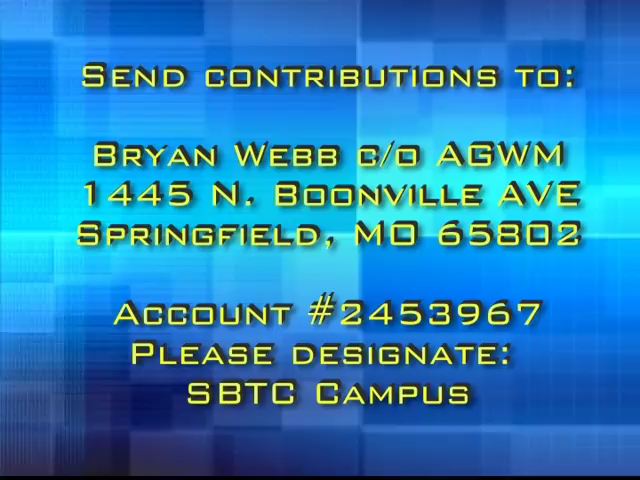 Send contributions to:
Bryan Webb c/o AGWM
1445 N. Boonville AVE
Springfield, MO 65802
Account #2453967
Please designate:
SBTC Campus